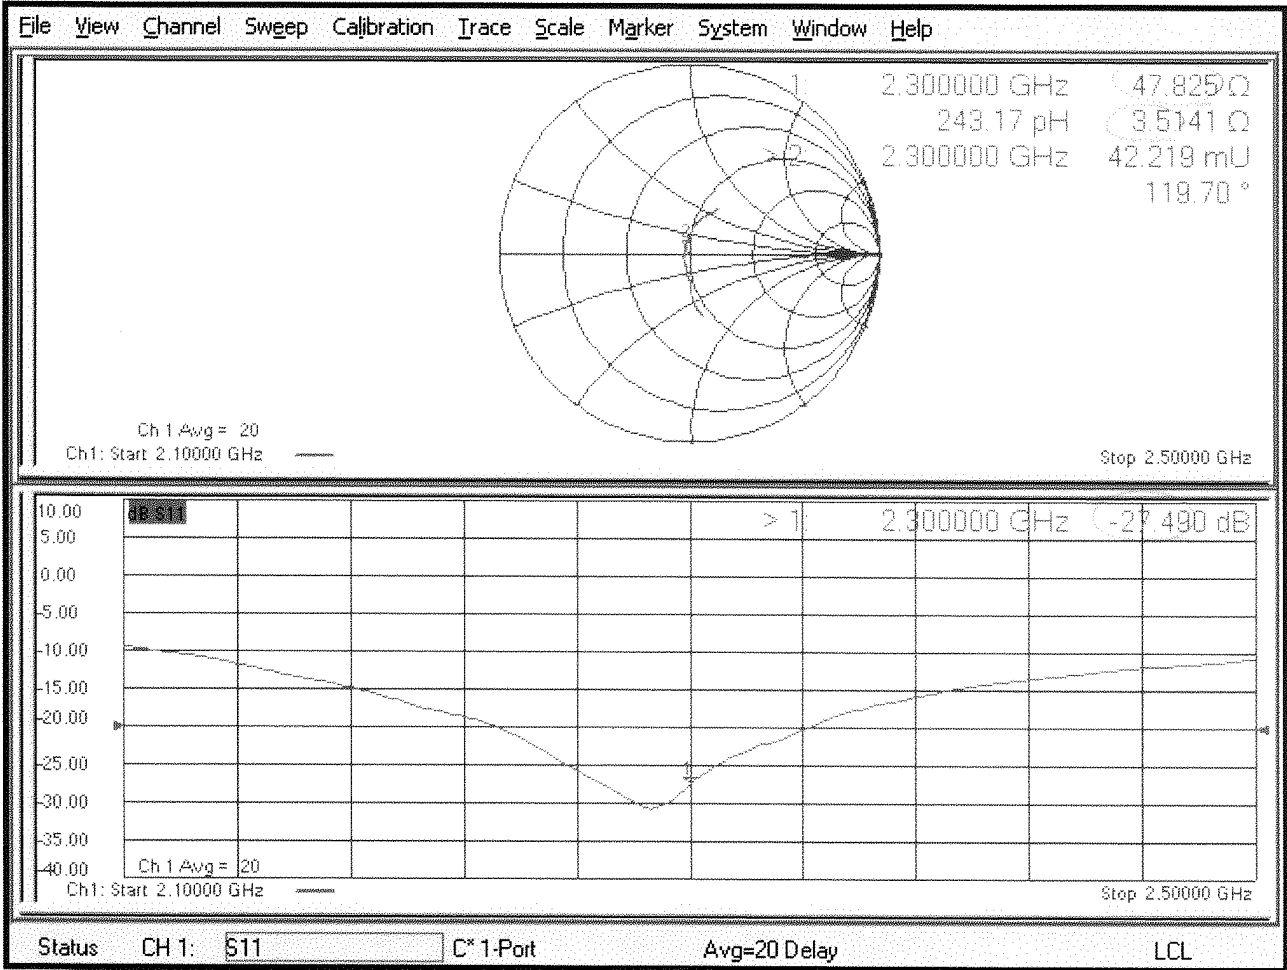 File View Channel Sweep Calibration Trace Scale Marker System Window Help
1: 2.300000 GHz 47.825 Ω
243.17 pH 3.5141 Ω
> 2: 2.300000 GHz 42.219 mU
119.70 °
Ch 1 Avg = 20
Ch1: Start 2.10000 GHz Stop 2.50000 GHz
10.00 dB S11 > 1: 2.300000 GHz -27.490 dB
5.00
0.00
-5.00
-10.00
-15.00
-20.00
-25.00
1
-30.00
-35.00
-40.00 Ch 1 Avg = 20
Ch1: Start 2.10000 GHz Stop 2.50000 GHz
Status CH 1: S11 C* 1-Port Avg=20 Delay LCL